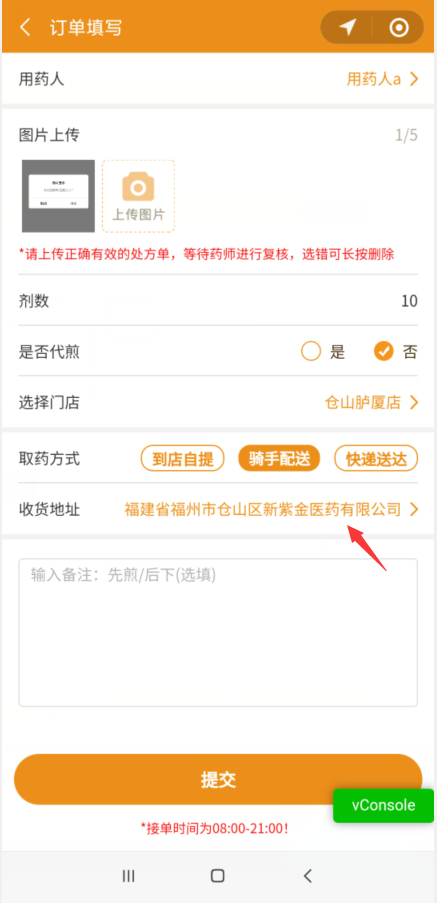 订单填写
用药人 用药人a
图片上传 1/5
上传图片
*请上传正确有效的处方单，等待药师进行复核，选错可长按删除
剂数 10
是否代煎 是 否
选择门店 仓山胪厦店
取药方式 到店自提 骑手配送 快递送达
收货地址 福建省福州市仓山区新紫金医药有限公司
输入备注：先煎/后下(选填)
提交
vConsole
*接单时间为08:00-21:00！